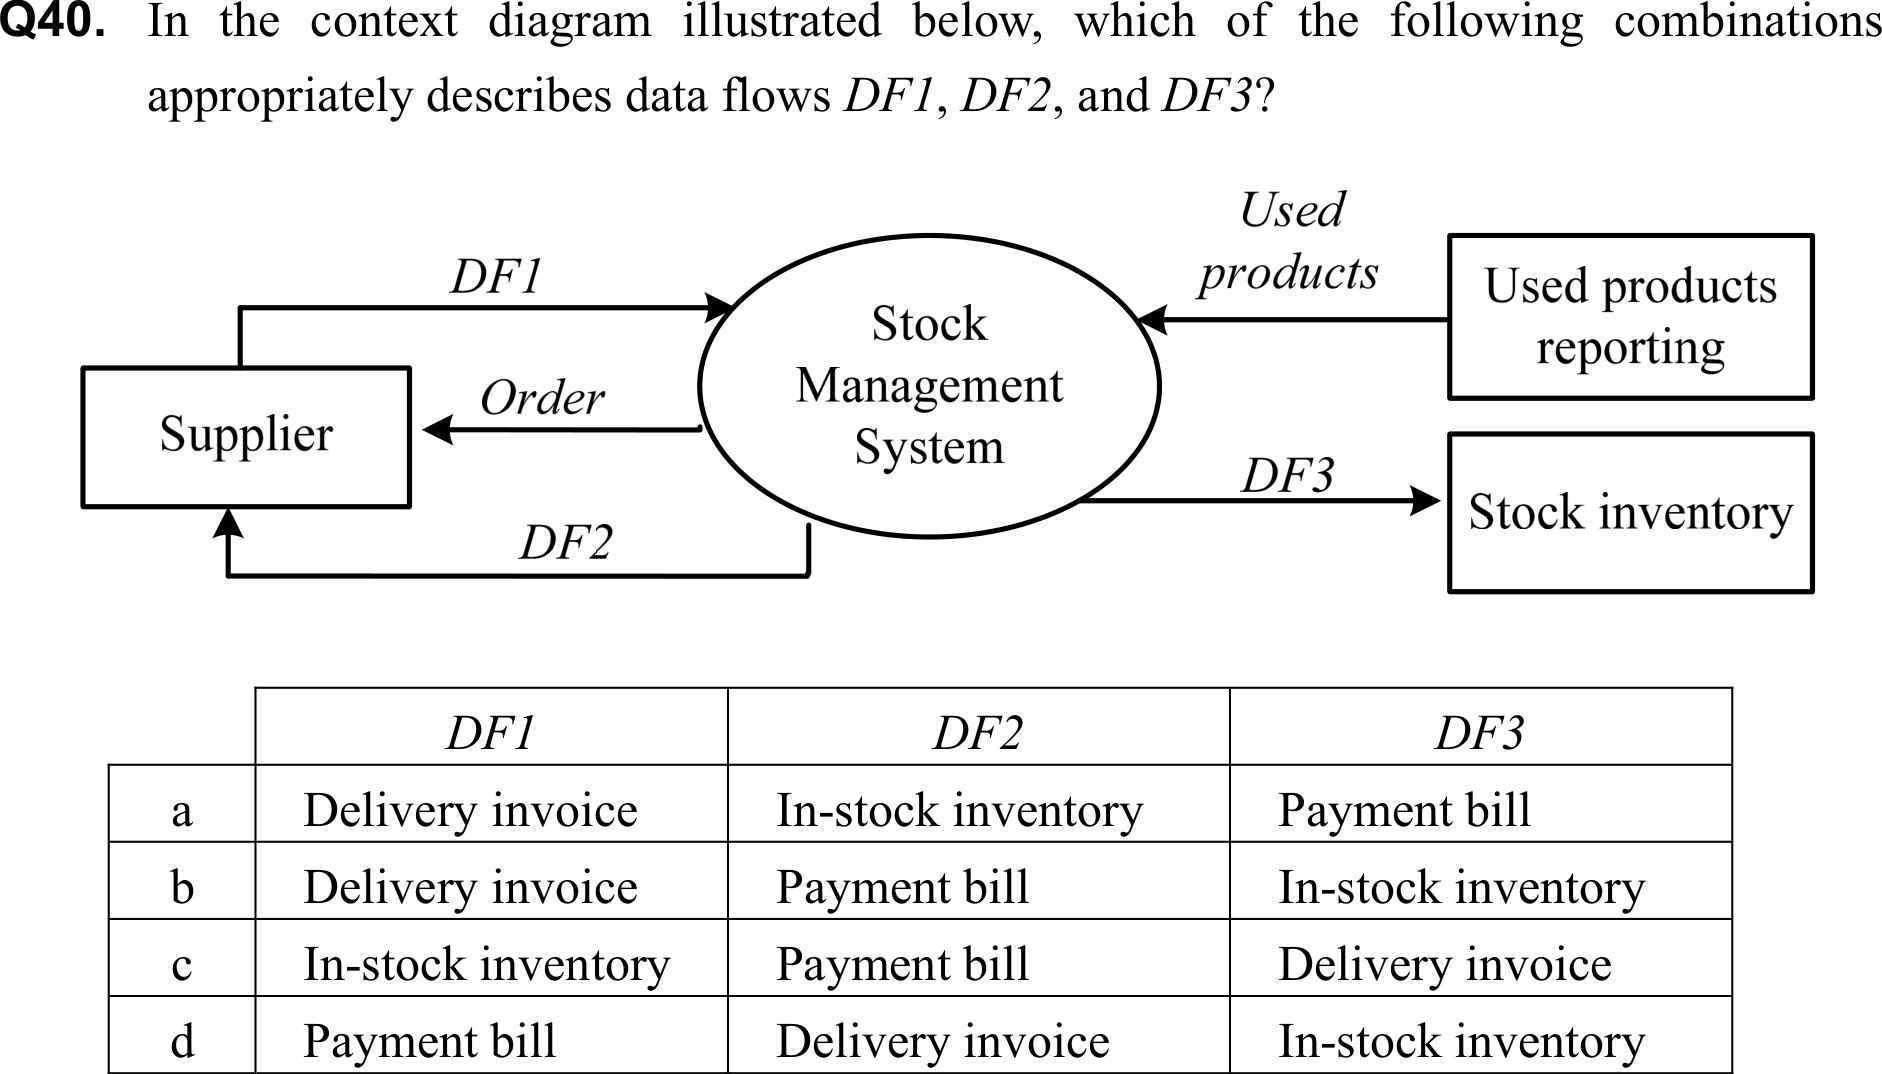 Q40. In the context diagram illustrated below, which of the following combinations
appropriately describes data flows DF1, DF2, and DF3?
Used
products
DF1
Used products
reporting
Stock
Management
System
Order
Supplier
DF3
Stock inventory
DF2
DF1 DF2 DF3
a Delivery invoice In-stock inventory Payment bill
b Delivery invoice Payment bill In-stock inventory
c In-stock inventory Payment bill Delivery invoice
d Payment bill Delivery invoice In-stock inventory